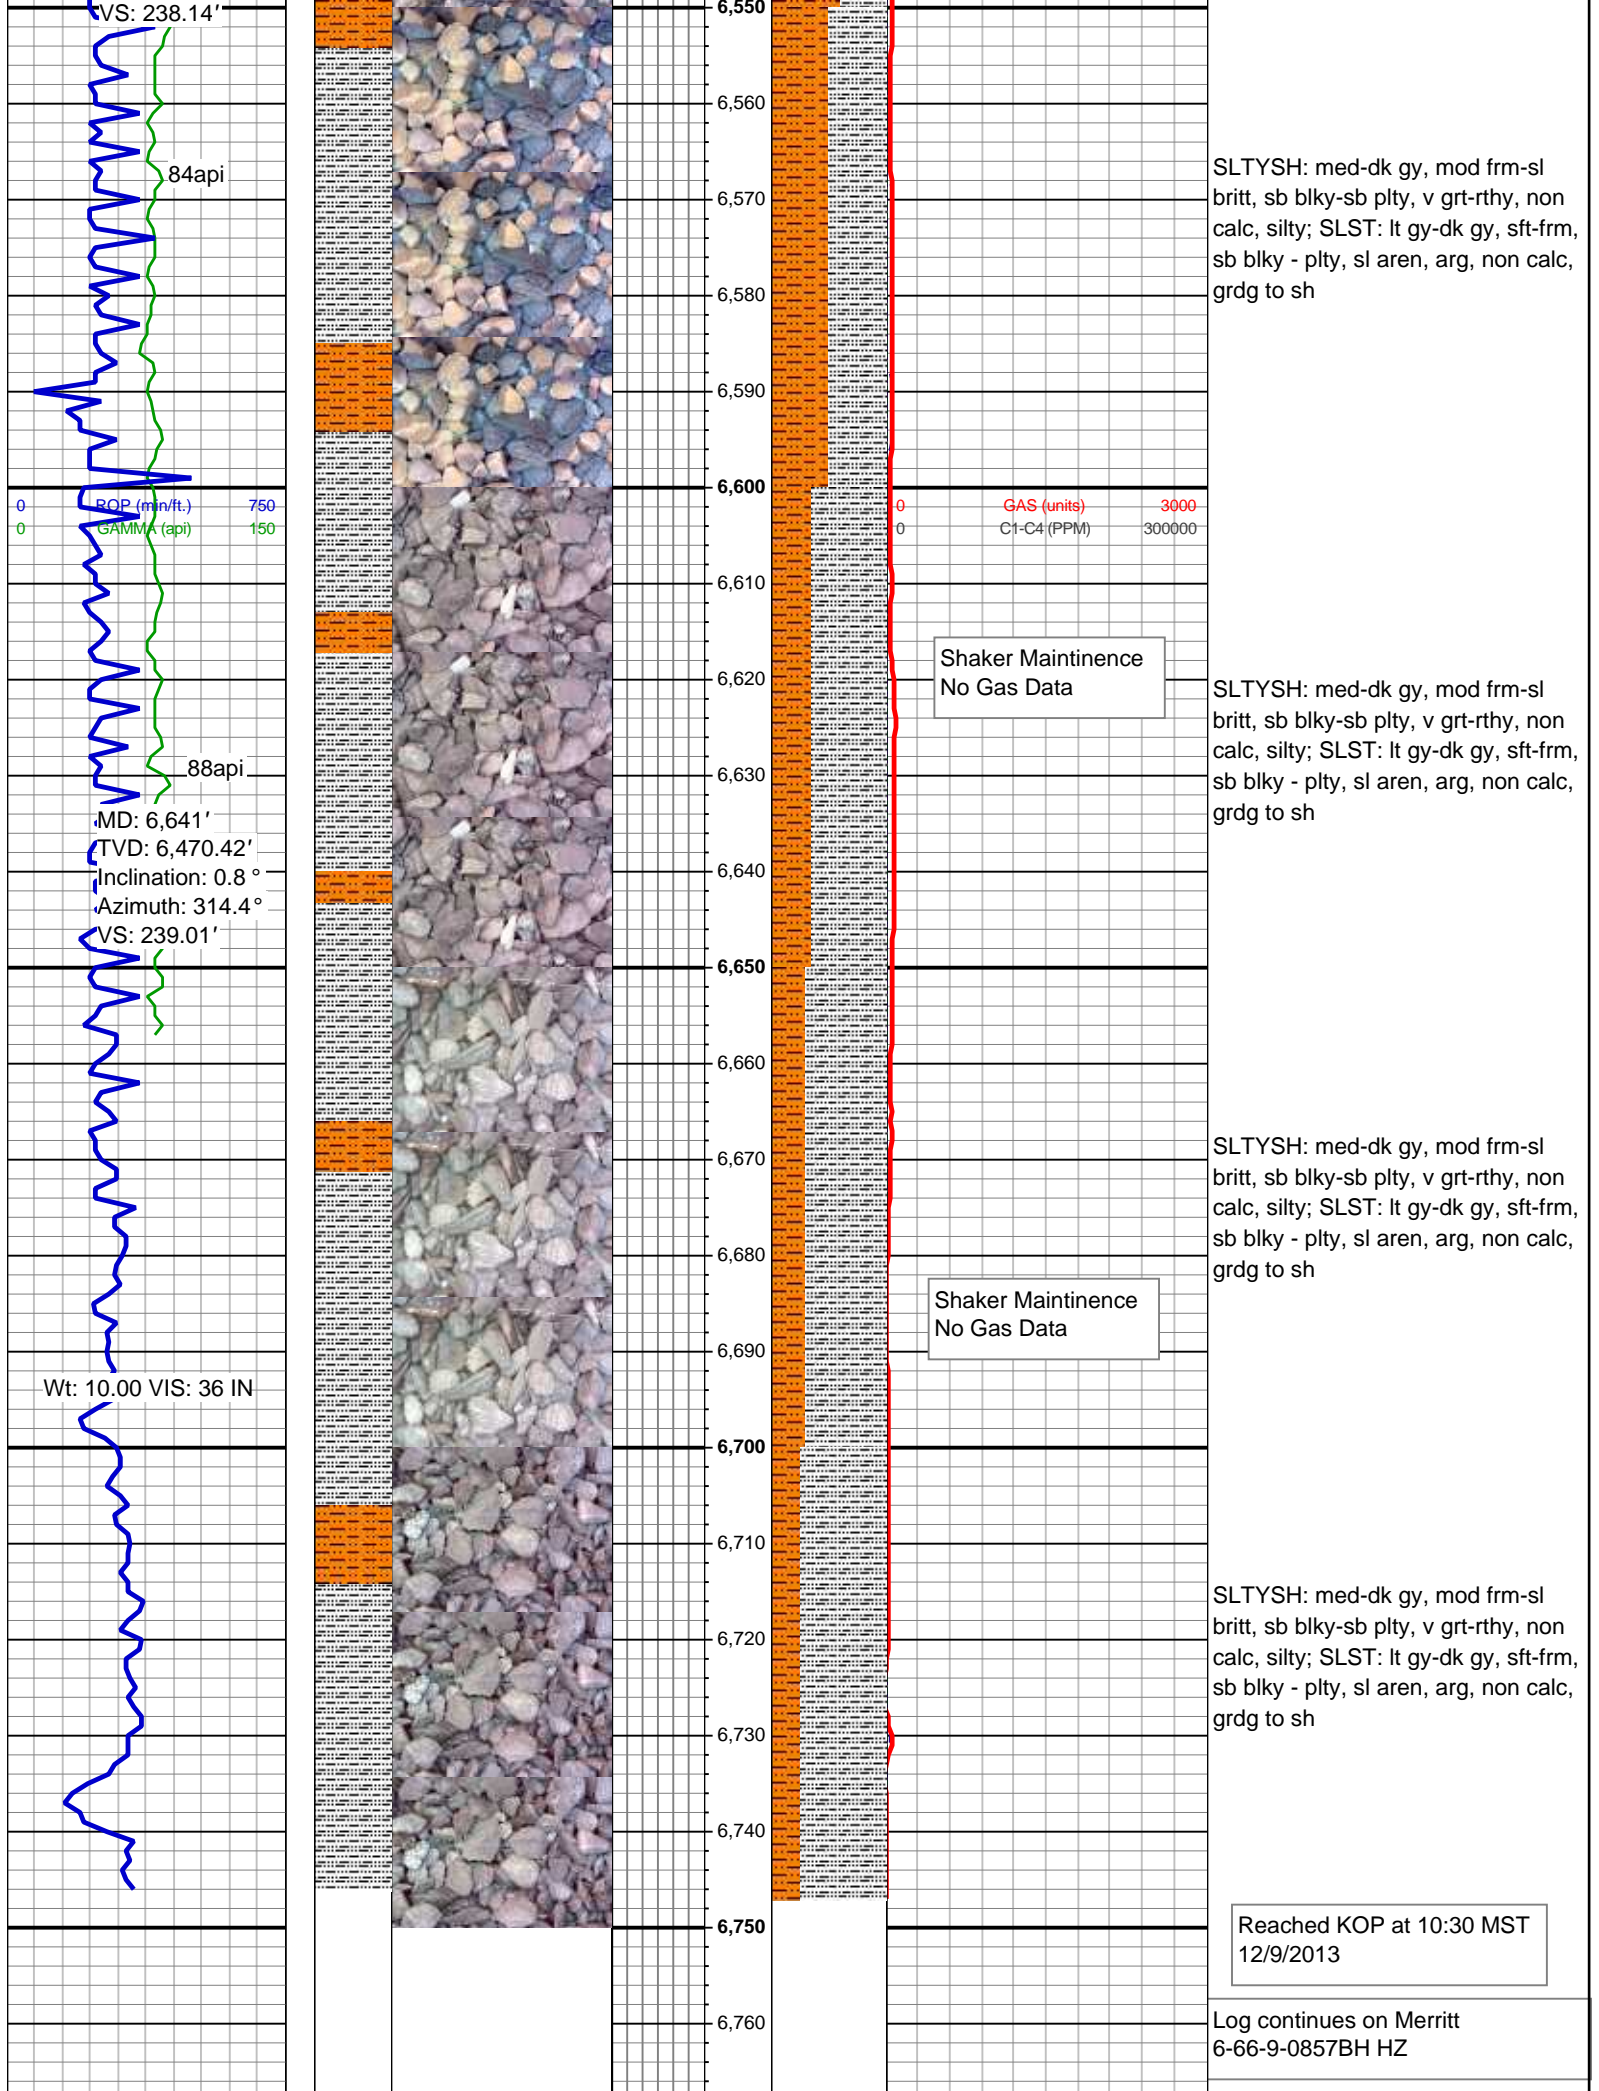 VS: 238.14′
6,550
6,560
84api
SLTYSH: med-dk gy, mod frm-sl
britt, sb blky-sb plty, v grt-rthy, non
calc, silty; SLST: lt gy-dk gy, sft-frm,
sb blky - plty, sl aren, arg, non calc,
grdg to sh
6,570
6,580
6,590
6,600
0 ROP (min/ft.) 750
0 GAMMA (api) 150
0 GAS (units) 3000
0 C1-C4 (PPM) 300000
6,610
Shaker Maintinence
No Gas Data
6,620
SLTYSH: med-dk gy, mod frm-sl
britt, sb blky-sb plty, v grt-rthy, non
calc, silty; SLST: lt gy-dk gy, sft-frm,
sb blky - plty, sl aren, arg, non calc,
grdg to sh
88api
6,630
MD: 6,641′
TVD: 6,470.42′
Inclination: 0.8 °
Azimuth: 314.4°
VS: 239.01′
6,640
6,650
6,660
6,670
SLTYSH: med-dk gy, mod frm-sl
britt, sb blky-sb plty, v grt-rthy, non
calc, silty; SLST: lt gy-dk gy, sft-frm,
sb blky - plty, sl aren, arg, non calc,
grdg to sh
6,680
Shaker Maintinence
No Gas Data
6,690
Wt: 10.00 VIS: 36 IN
6,700
6,710
SLTYSH: med-dk gy, mod frm-sl
britt, sb blky-sb plty, v grt-rthy, non
calc, silty; SLST: lt gy-dk gy, sft-frm,
sb blky - plty, sl aren, arg, non calc,
grdg to sh
6,720
6,730
6,740
6,750
Reached KOP at 10:30 MST
12/9/2013
6,760
Log continues on Merritt
6-66-9-0857BH HZ